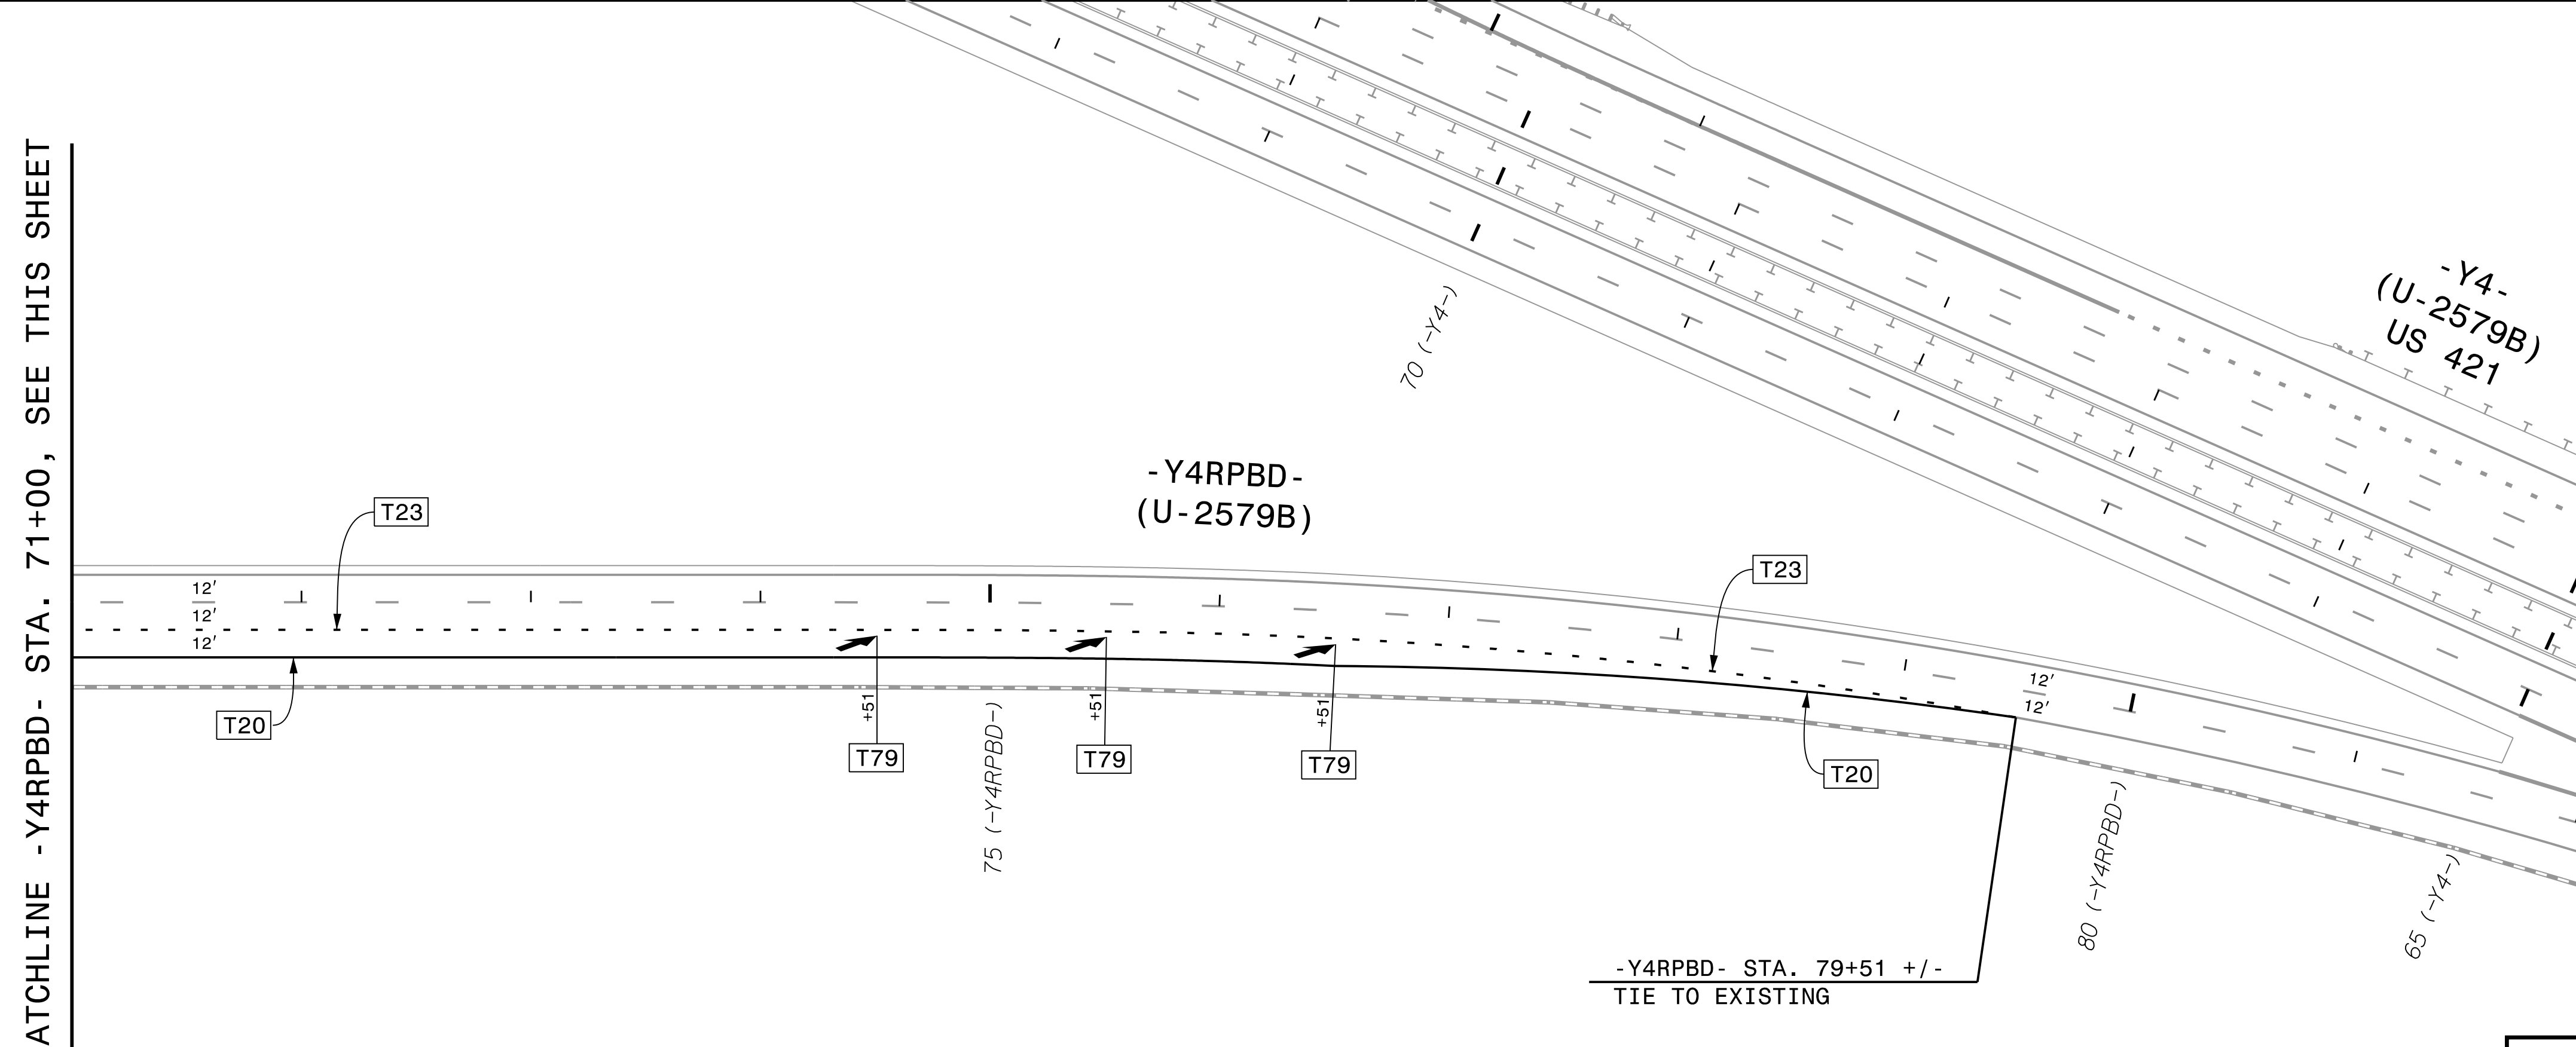 ATCHLINE -Y4RPBD- STA. 71+00, SEE THIS SHEET
-Y4-
(U-2579B)
US 421
70 (-Y4-)
-Y4RPBD-
(U-2579B)
T23
T23
12'
12'
12'
12'
12'
T20
+51
+51
+51
T79
T79
T79
T20
75 (-Y4RPBD-)
80 (-Y4RPBD-)
65 (-Y4-)
-Y4RPBD- STA. 79+51 +/-
TIE TO EXISTING